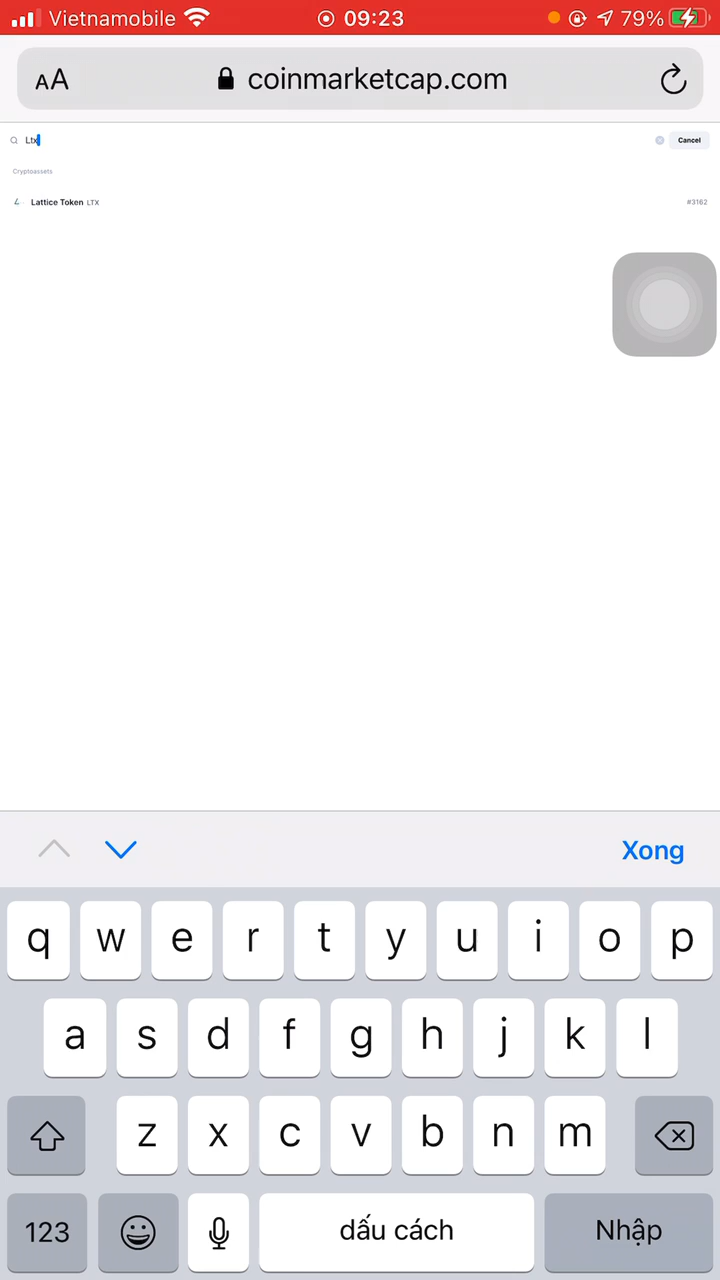 Vietnamobile 09:23 79%
AA coinmarketcap.com
Ltx Cancel
Cryptoassets
Lattice Token LTX #3162
Xong
q w e r t y u i o p
a s d f g h j k l
z x c v b n m
123 dấu cách Nhập